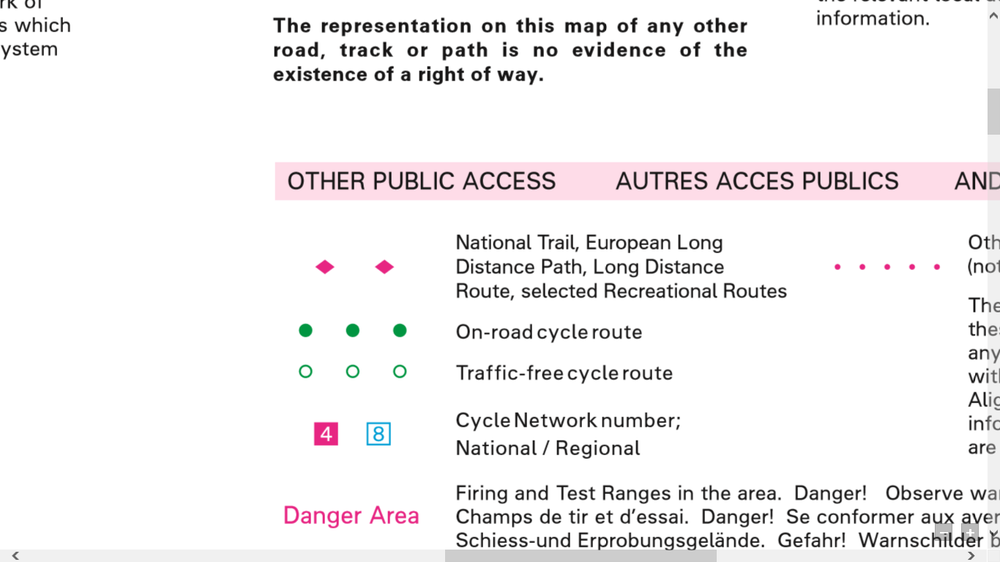 s which
ystem
information.
The representation on this map of any other
road, track or path is no evidence of the
existence of a right of way.
OTHER PUBLIC ACCESS AUTRES ACCES PUBLICS AND
National Trail, European Long
Distance Path, Long Distance
Route, selected Recreational Routes
On-road cycle route
Traffic-free cycle route
4 8
Cycle Network number;
National / Regional
Danger Area
Firing and Test Ranges in the area. Danger! Observe wa
Champs de tir et d’essai. Danger! Se conformer aux aver
Schiess-und Erprobungsgelände. Gefahr! Warnschilder b
Oth
(not
The
these
any
with
Alig
info
are